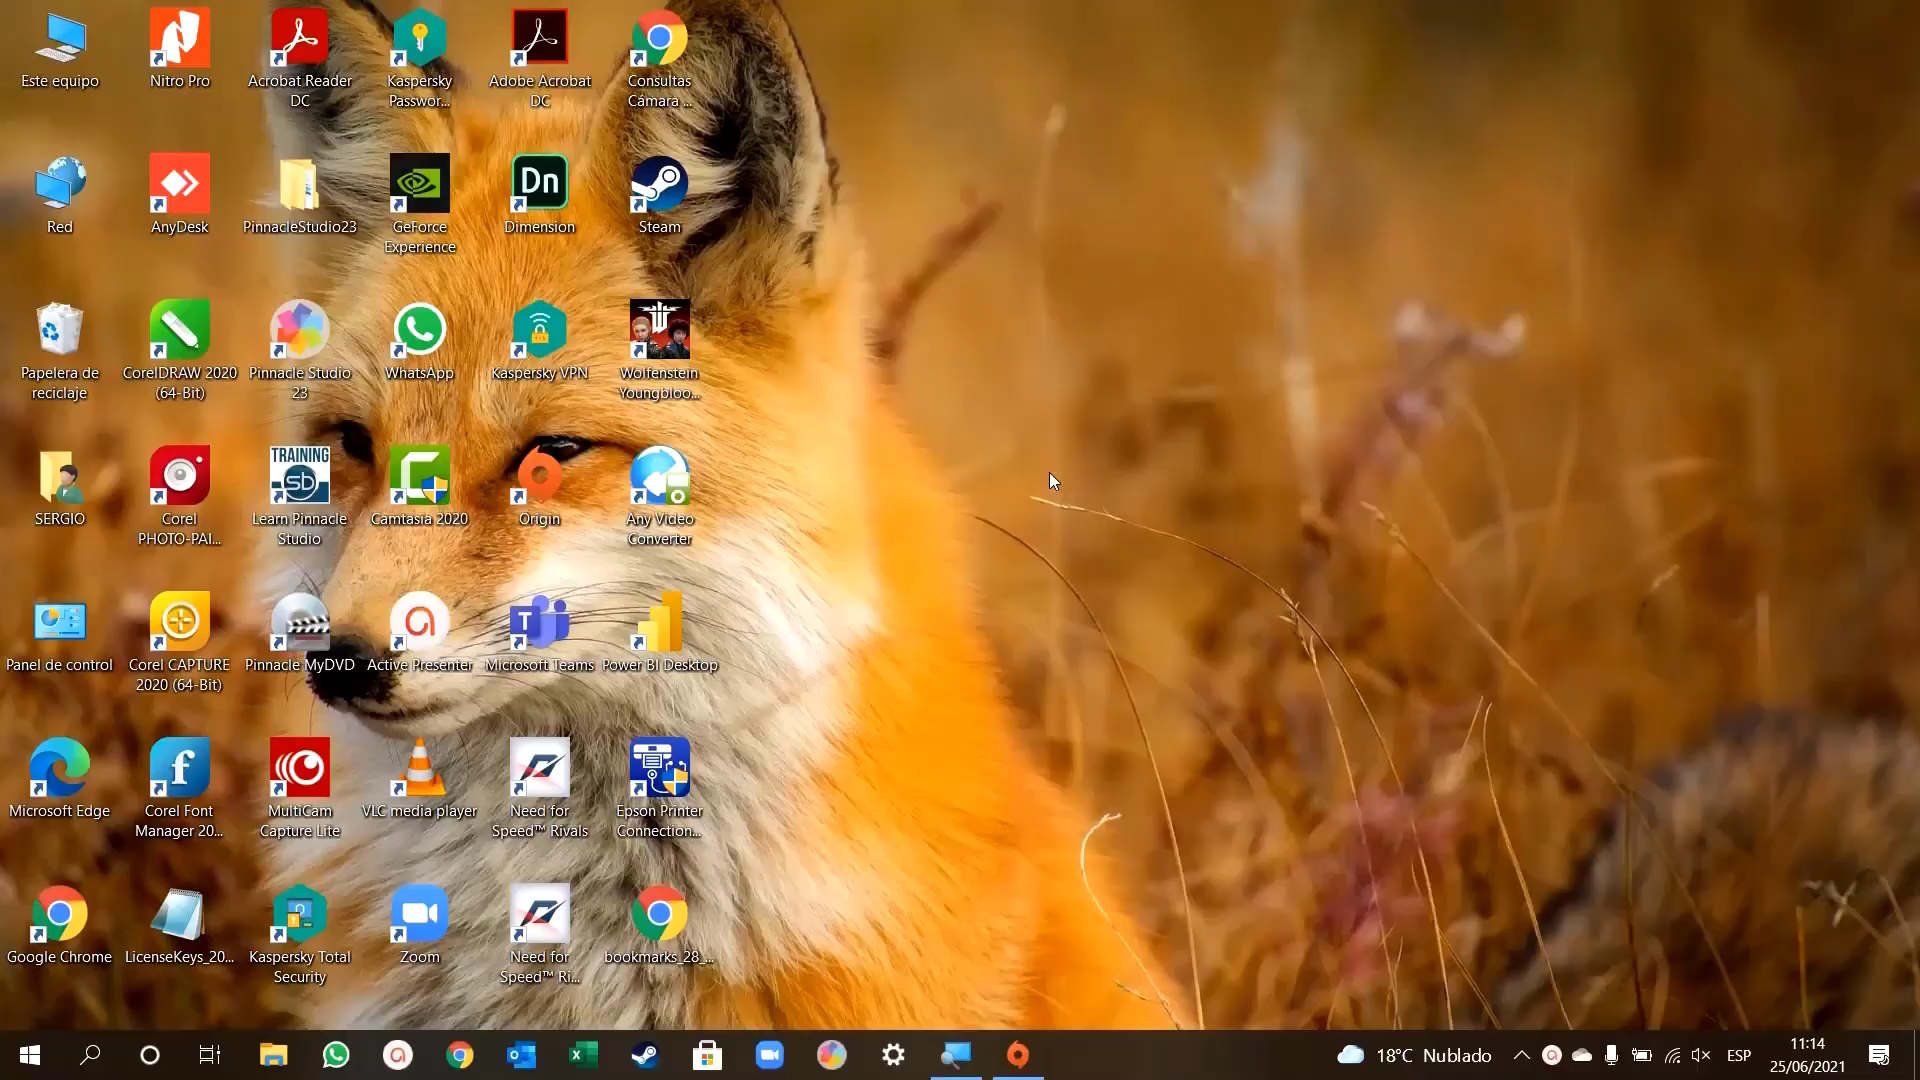 Este equipo
Nitro Pro
Acrobat Reader
DC
Kaspersky
Passwor...
Adobe Acrobat
DC
Consultas
Cámara ...
Red
AnyDesk
PinnacleStudio23
GeForce
Experience
Dn
Dimension
Steam
Papelera de
reciclaje
CorelDRAW 2020
(64-Bit)
Pinnacle Studio
23
WhatsApp
Kaspersky VPN
Wolfenstein
Youngbloo...
SERGIO
Corel
PHOTO-PAI...
TRAINING
sb
Learn Pinnacle
Studio
Camtasia 2020
Origin
Any Video
Converter
Panel de control
Corel CAPTURE
2020 (64-Bit)
Pinnacle MyDVD
Active Presenter
T
Microsoft Teams
Power BI Desktop
Microsoft Edge
f
Corel Font
Manager 20...
MultiCam
Capture Lite
VLC media player
Need for
Speed™ Rivals
Epson Printer
Connection...
Google Chrome
LicenseKeys_20...
Kaspersky Total
Security
Zoom
Need for
Speed™ Ri...
bookmarks_28_...
18°C Nublado
ESP
11:14
25/06/2021